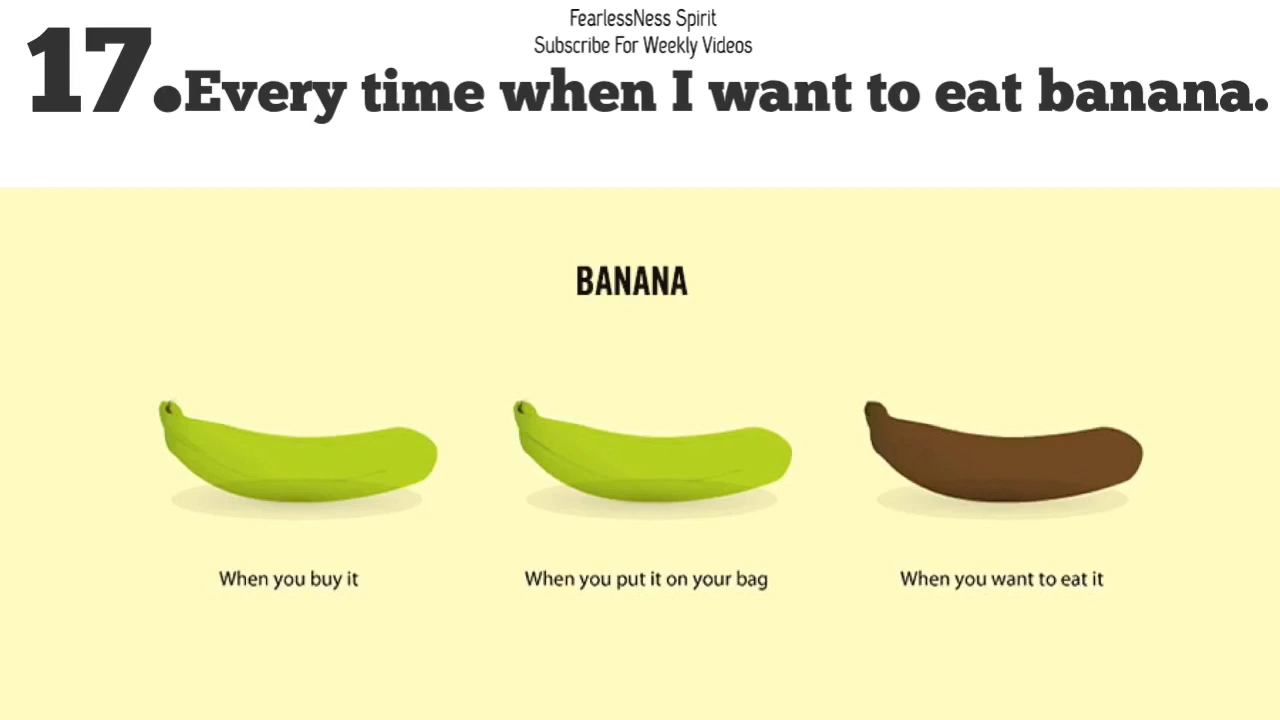 FearlessNess Spirit
Subscribe For Weekly Videos
17.Every time when I want to eat banana.
BANANA
When you buy it
When you put it on your bag
When you want to eat it